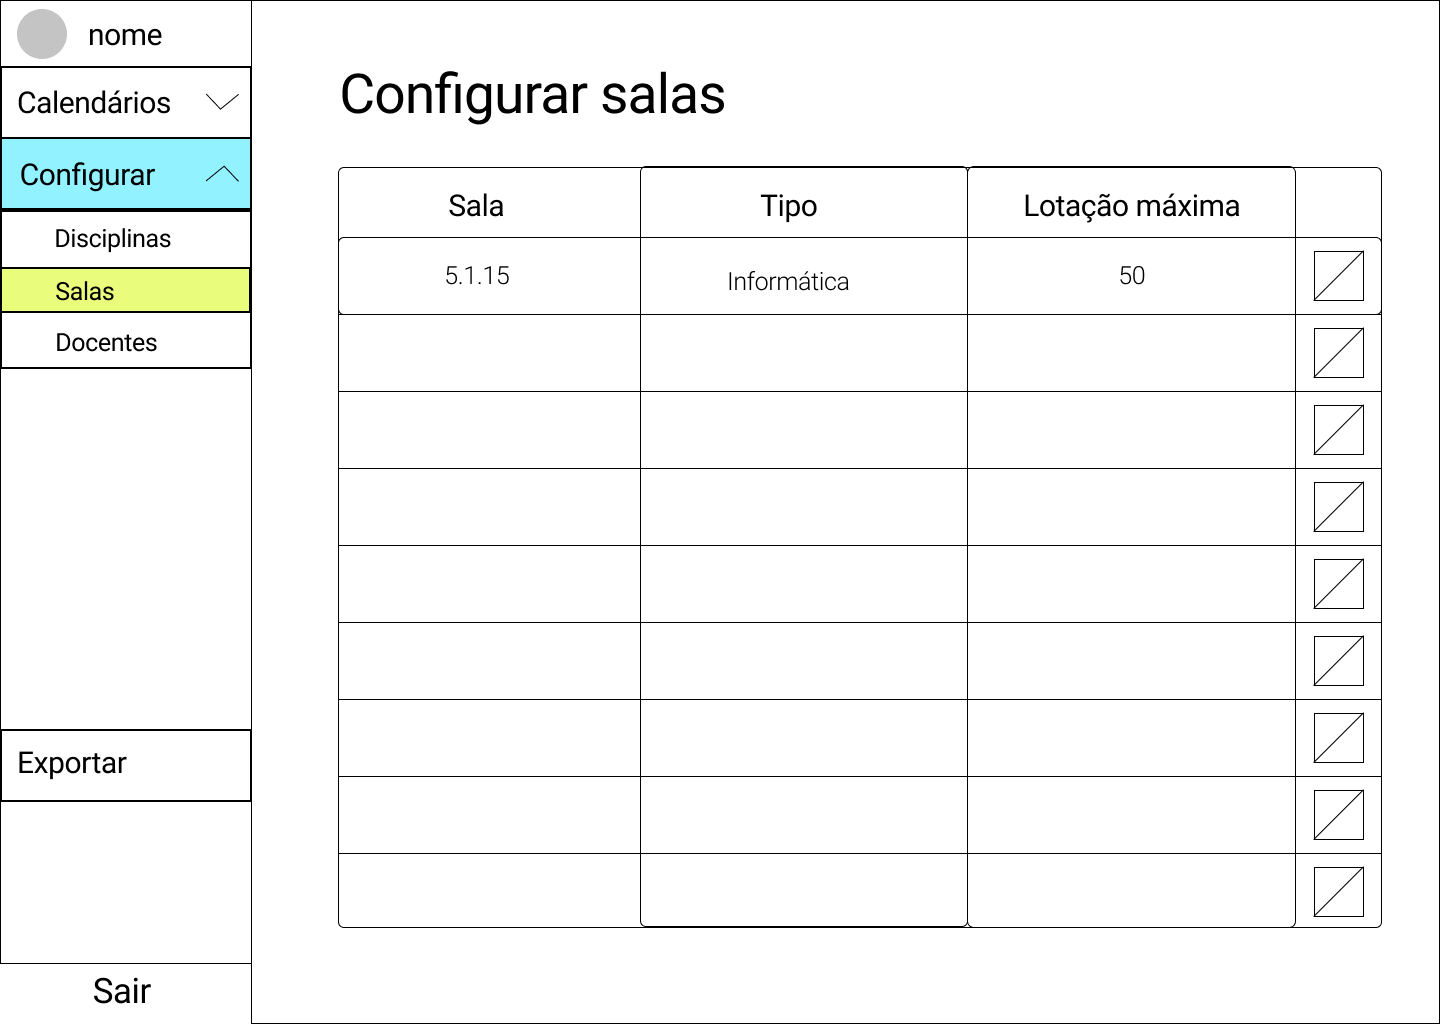 nome
Calendários
Configurar
Disciplinas
Salas
Docentes
Exportar
Sair
Configurar salas
Sala Tipo Lotação máxima
5.1.15 Informática 50